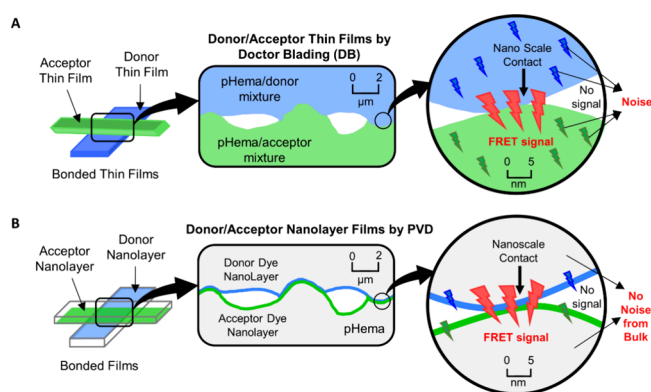 A
Donor/Acceptor Thin Films by
Doctor Blading (DB)
Acceptor
Thin Film
Donor
Thin Film
Bonded Thin Films
pHema/donor
mixture
0 2
µm
pHema/acceptor
mixture
Nano Scale
Contact
No
signal
Noise
FRET signal
0 5
nm
B
Donor/Acceptor Nanolayer Films by PVD
Acceptor
Nanolayer
Donor
Nanolayer
Bonded Films
Donor Dye
NanoLayer
0 2
µm
Acceptor Dye
Nanolayer
pHema
Nanoscale
Contact
No
signal
No
Noise
from
Bulk
FRET signal
0 5
nm